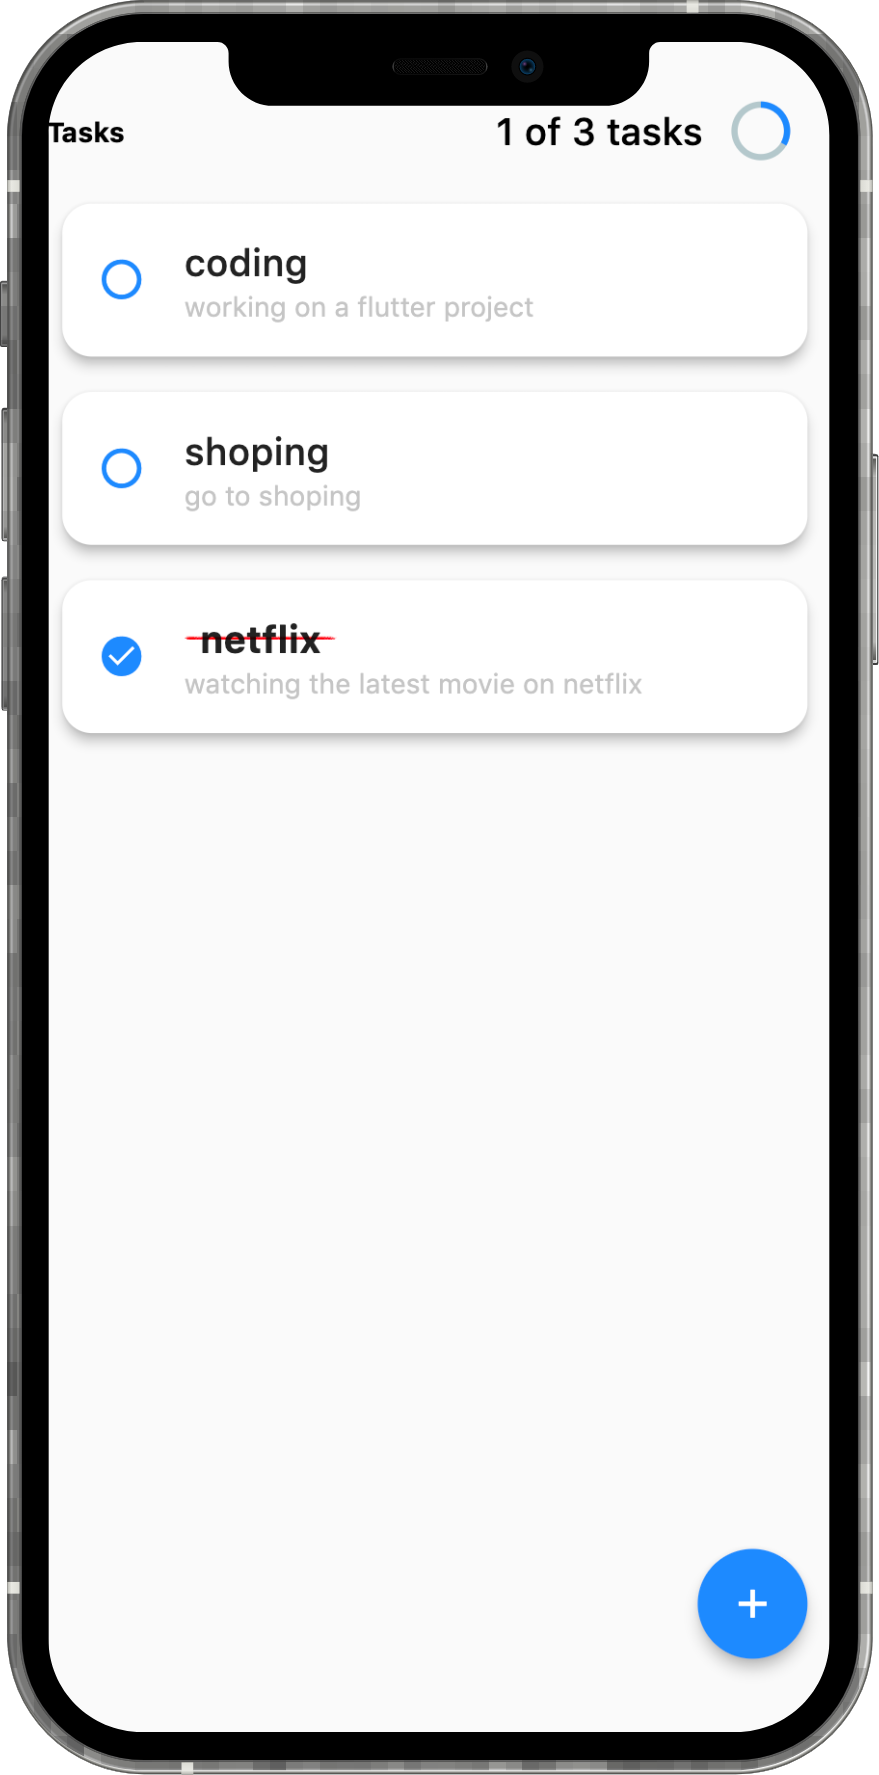 Tasks 1 of 3 tasks
coding
working on a flutter project
shoping
go to shoping
netflix
watching the latest movie on netflix
+